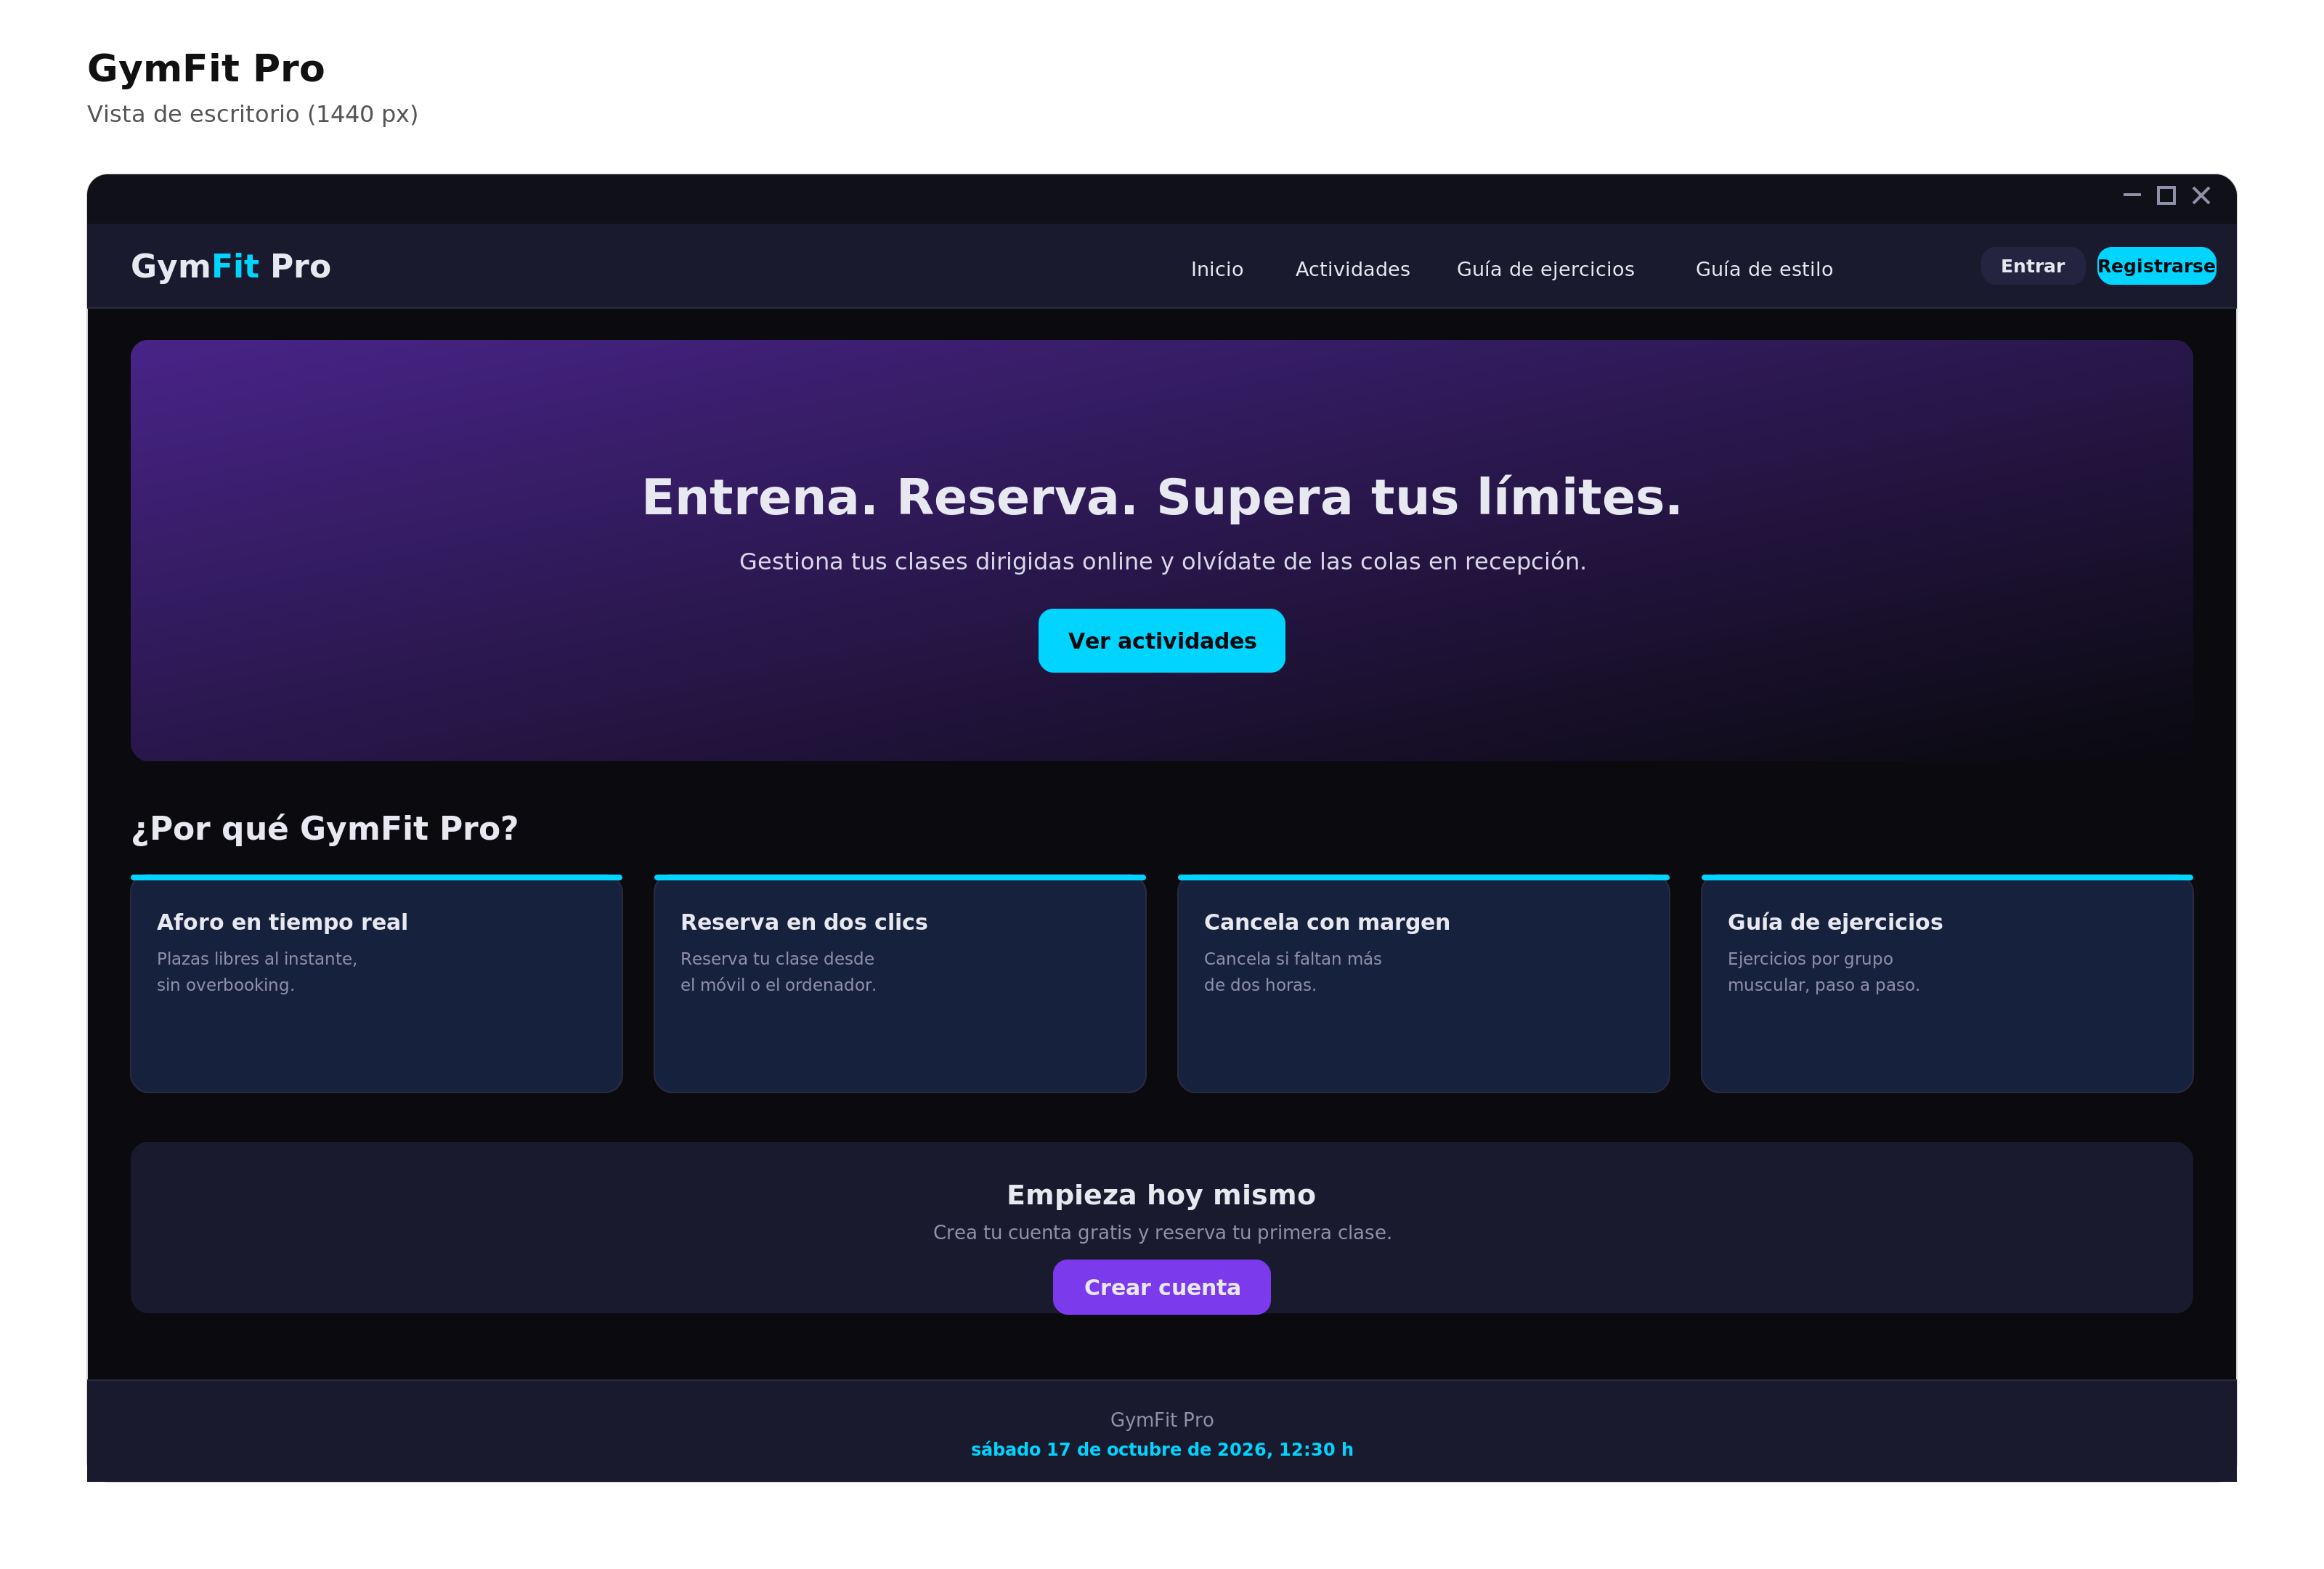 GymFit Pro
Vista de escritorio (1440 px)
GymFit Pro
Inicio
Actividades
Guía de ejercicios
Guía de estilo
Entrar
Registrarse
Entrena. Reserva. Supera tus límites.
Gestiona tus clases dirigidas online y olvídate de las colas en recepción.
Ver actividades
¿Por qué GymFit Pro?
Aforo en tiempo real
Plazas libres al instante,
sin overbooking.
Reserva en dos clics
Reserva tu clase desde
el móvil o el ordenador.
Cancela con margen
Cancela si faltan más
de dos horas.
Guía de ejercicios
Ejercicios por grupo
muscular, paso a paso.
Empieza hoy mismo
Crea tu cuenta gratis y reserva tu primera clase.
Crear cuenta
GymFit Pro
sábado 17 de octubre de 2026, 12:30 h